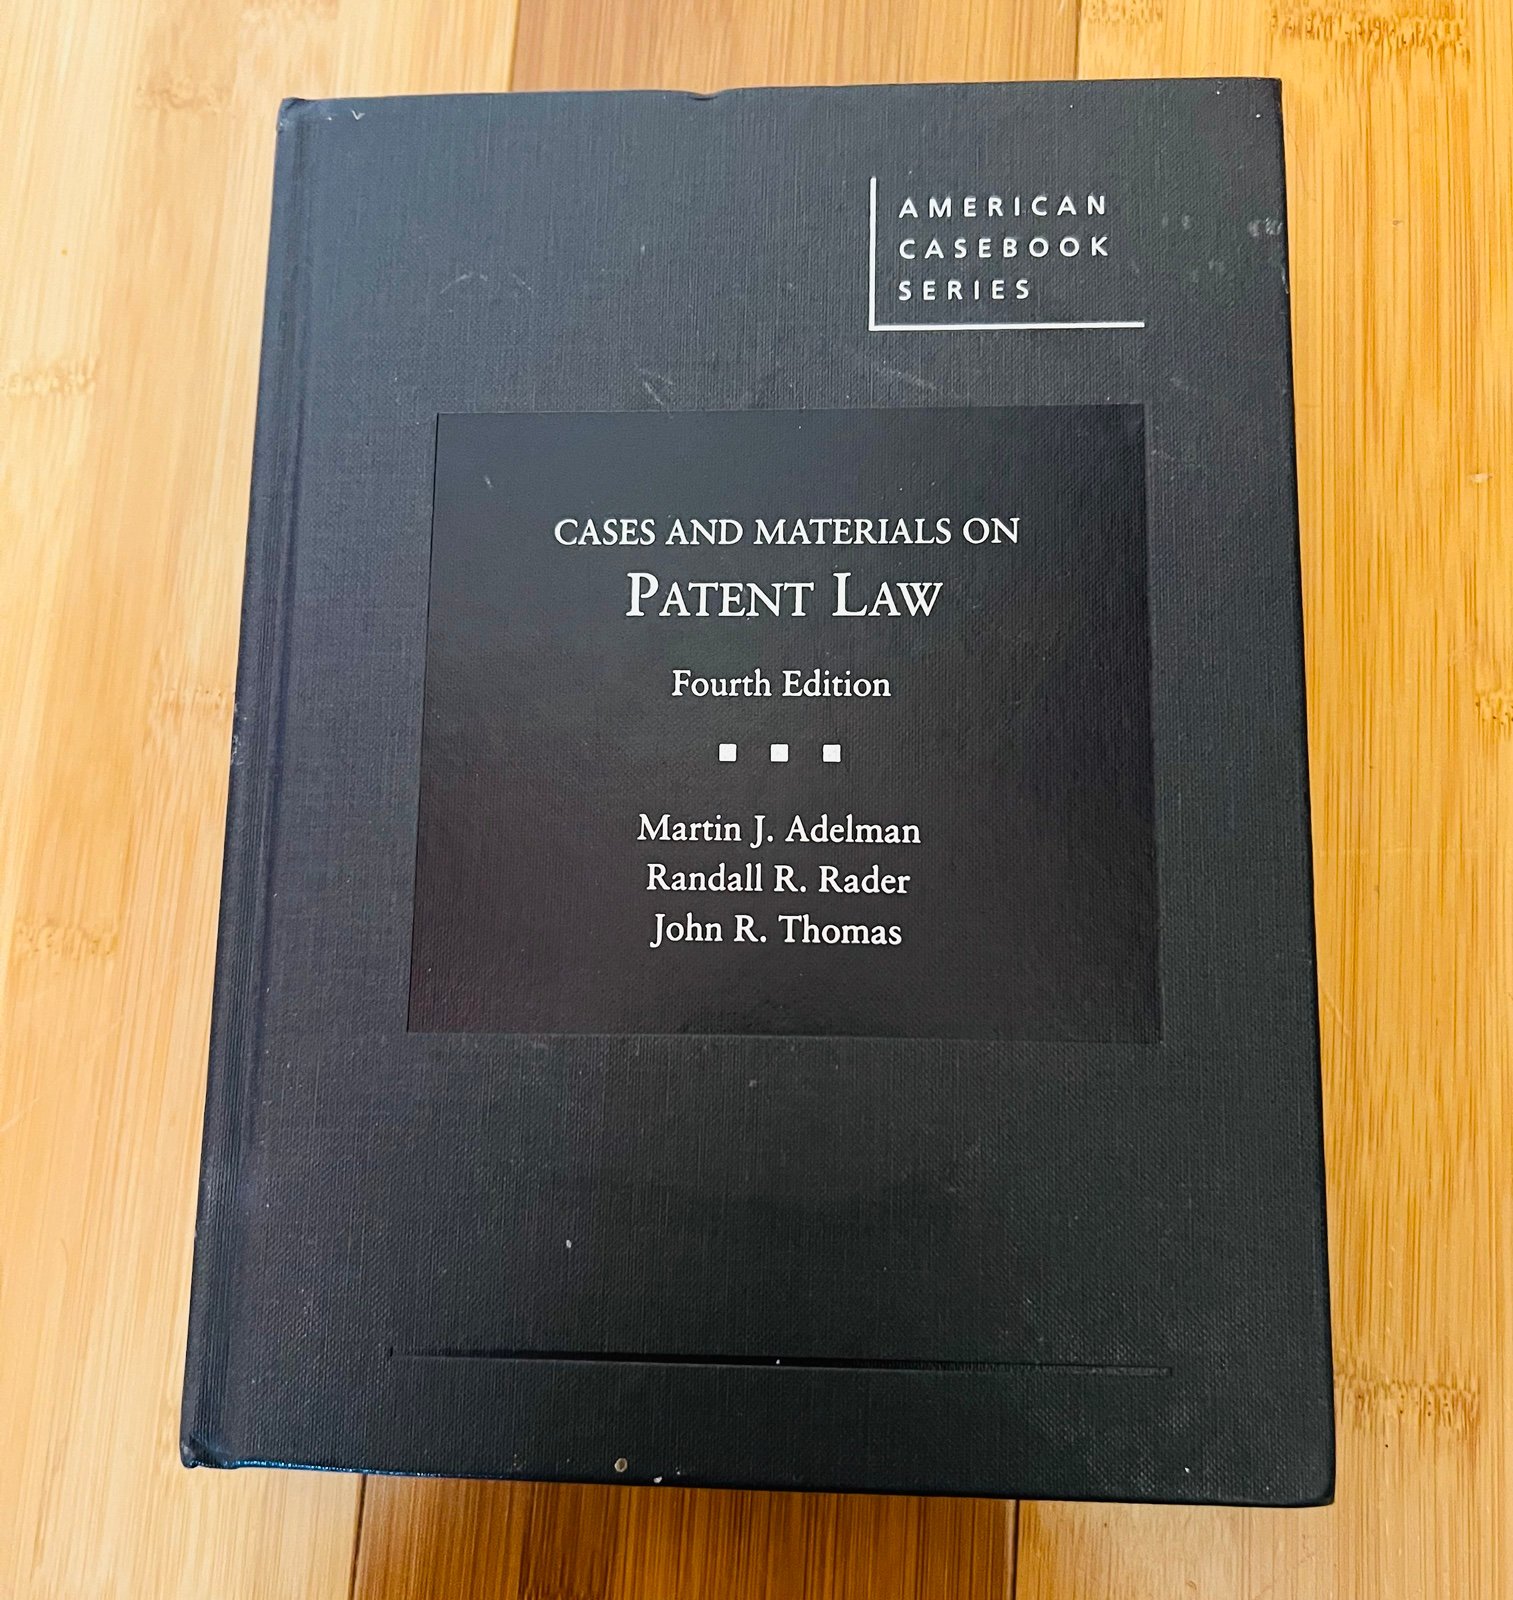 AMERICAN
CASEBOOK
SERIES
CASES AND MATERIALS ON
PATENT LAW
Fourth Edition
Martin J. Adelman
Randall R. Rader
John R. Thomas